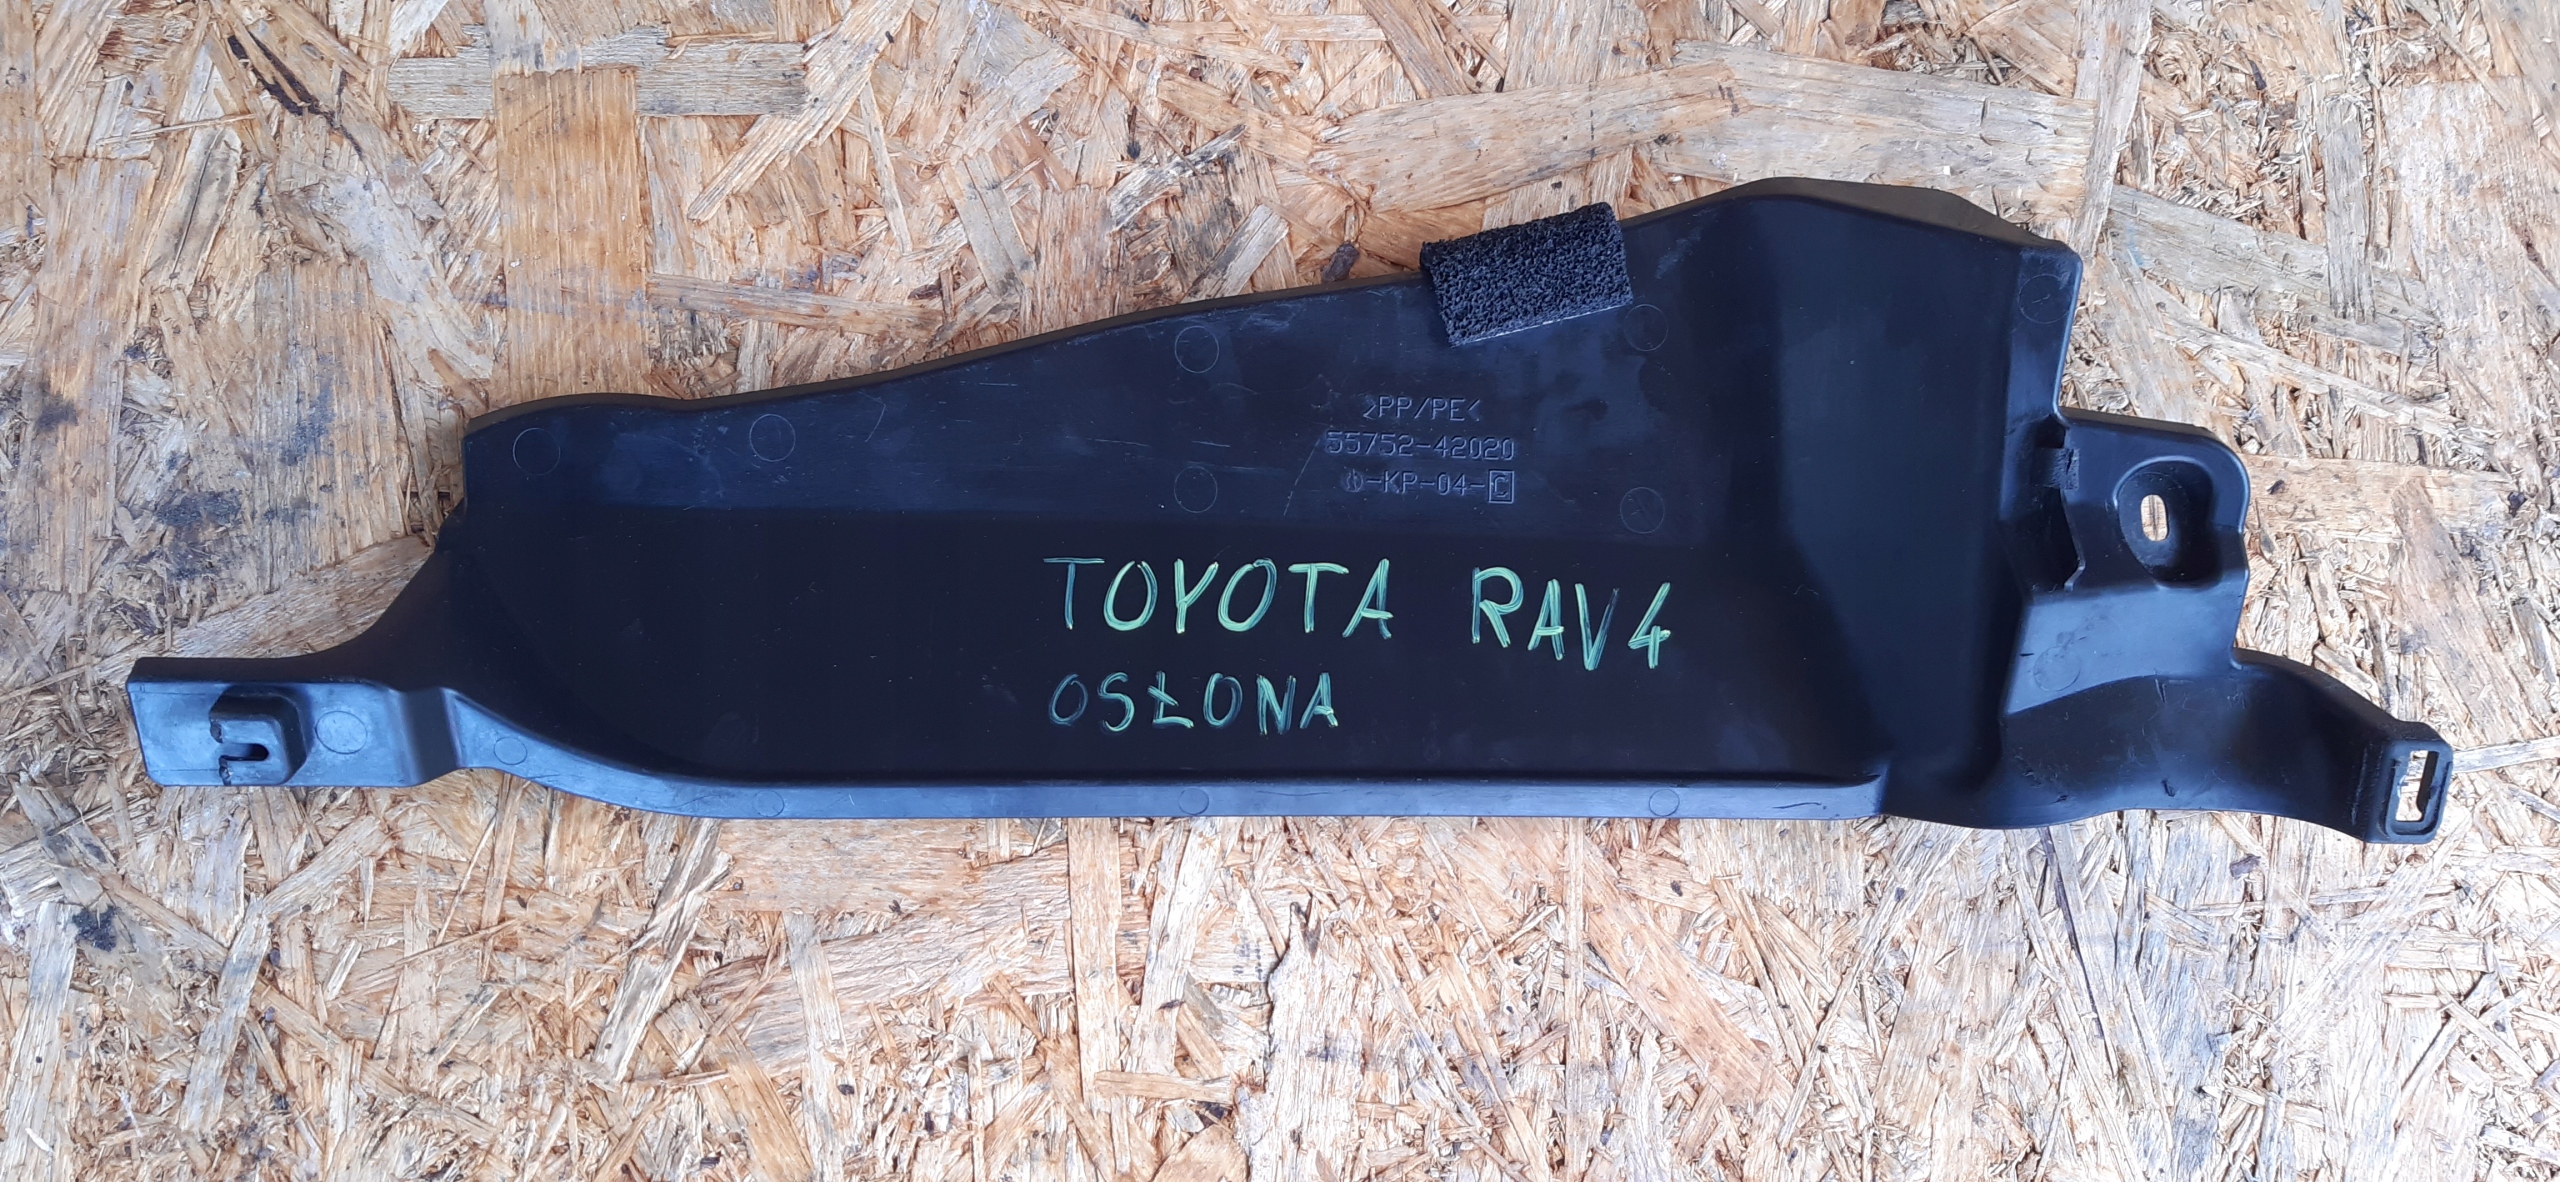 >PP/PE<
55752-42020
-KP-04-C
TOYOTA RAV4
OSŁONA